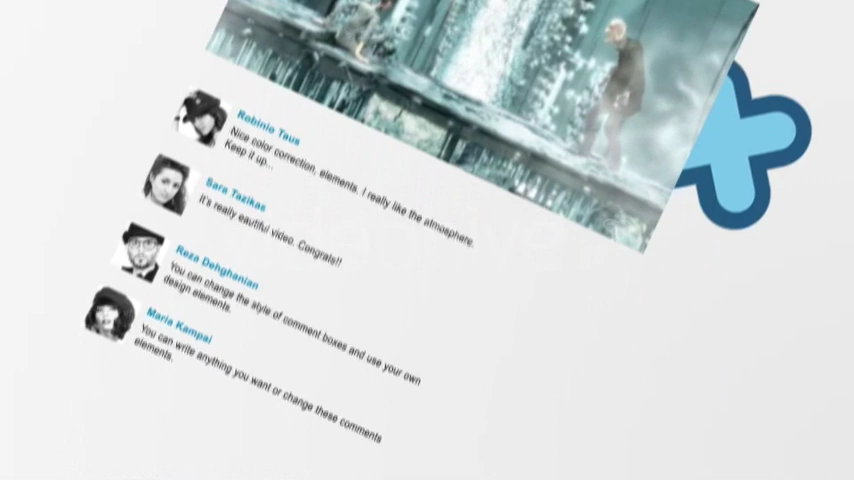 Robinio Taus
Nice color correction, elements. I really like the atmosphere.
Keep it up...
Sara Tazikas
It's really eautiful video. Congrats!!
Reza Dehghanian
You can change the style of comment boxes and use your own
design elements.
Maria Kampai
You can write anything you want or change these comments
elements.